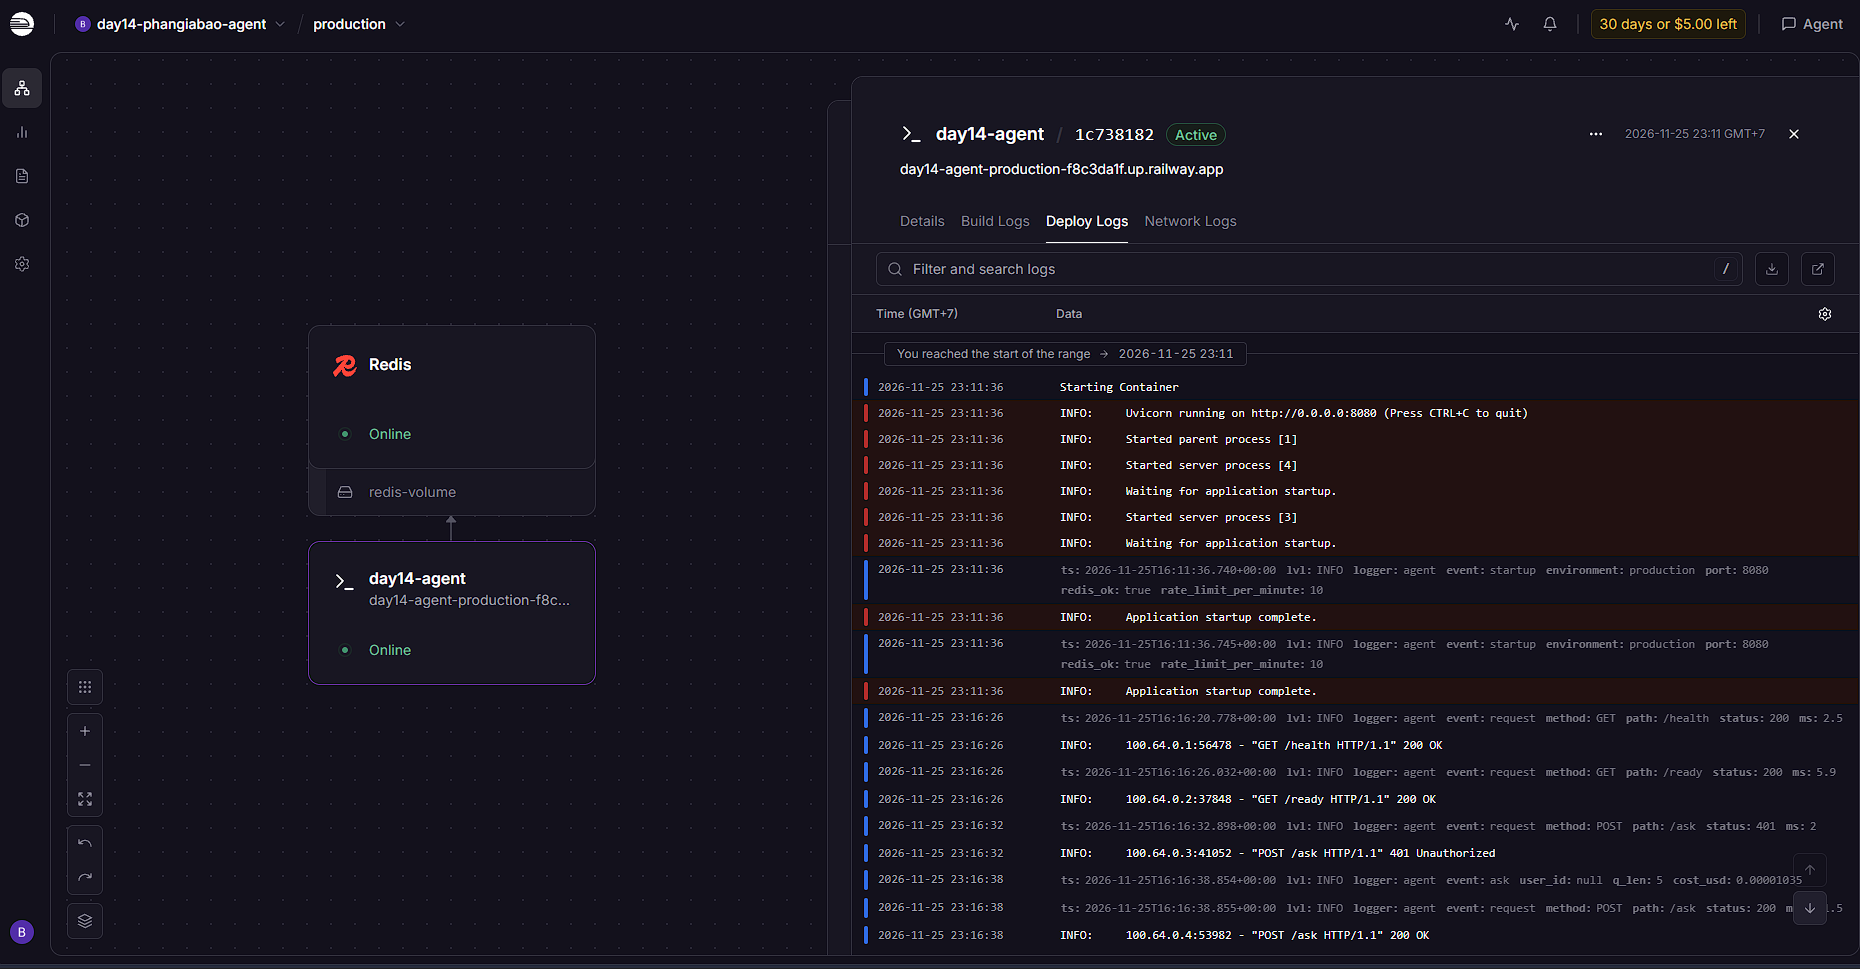 B day14-phangiabao-agent / production
30 days or $5.00 left
Agent
Redis
Online
redis-volume
day14-agent
day14-agent-production-f8c...
Online
B
day14-agent / 1c738182 Active
2026-11-25 23:11 GMT+7
day14-agent-production-f8c3da1f.up.railway.app
Details Build Logs Deploy Logs Network Logs
Filter and search logs /
Time (GMT+7) Data
You reached the start of the range → 2026-11-25 23:11
2026-11-25 23:11:36 Starting Container
2026-11-25 23:11:36 INFO: Uvicorn running on http://0.0.0.0:8080 (Press CTRL+C to quit)
2026-11-25 23:11:36 INFO: Started parent process [1]
2026-11-25 23:11:36 INFO: Started server process [4]
2026-11-25 23:11:36 INFO: Waiting for application startup.
2026-11-25 23:11:36 INFO: Started server process [3]
2026-11-25 23:11:36 INFO: Waiting for application startup.
2026-11-25 23:11:36 ts: 2026-11-25T16:11:36.740+00:00 lvl: INFO logger: agent event: startup environment: production port: 8080
redis_ok: true rate_limit_per_minute: 10
2026-11-25 23:11:36 INFO: Application startup complete.
2026-11-25 23:11:36 ts: 2026-11-25T16:11:36.745+00:00 lvl: INFO logger: agent event: startup environment: production port: 8080
redis_ok: true rate_limit_per_minute: 10
2026-11-25 23:11:36 INFO: Application startup complete.
2026-11-25 23:16:26 ts: 2026-11-25T16:16:20.778+00:00 lvl: INFO logger: agent event: request method: GET path: /health status: 200 ms: 2.5
2026-11-25 23:16:26 INFO: 100.64.0.1:56478 - "GET /health HTTP/1.1" 200 OK
2026-11-25 23:16:26 ts: 2026-11-25T16:16:26.032+00:00 lvl: INFO logger: agent event: request method: GET path: /ready status: 200 ms: 5.9
2026-11-25 23:16:26 INFO: 100.64.0.2:37848 - "GET /ready HTTP/1.1" 200 OK
2026-11-25 23:16:32 ts: 2026-11-25T16:16:32.898+00:00 lvl: INFO logger: agent event: request method: POST path: /ask status: 401 ms: 2
2026-11-25 23:16:32 INFO: 100.64.0.3:41052 - "POST /ask HTTP/1.1" 401 Unauthorized
2026-11-25 23:16:38 ts: 2026-11-25T16:16:38.854+00:00 lvl: INFO logger: agent event: ask user_id: null q_len: 5 cost_usd: 0.00001035
2026-11-25 23:16:38 ts: 2026-11-25T16:16:38.855+00:00 lvl: INFO logger: agent event: request method: POST path: /ask status: 200
2026-11-25 23:16:38 INFO: 100.64.0.4:53982 - "POST /ask HTTP/1.1" 200 OK